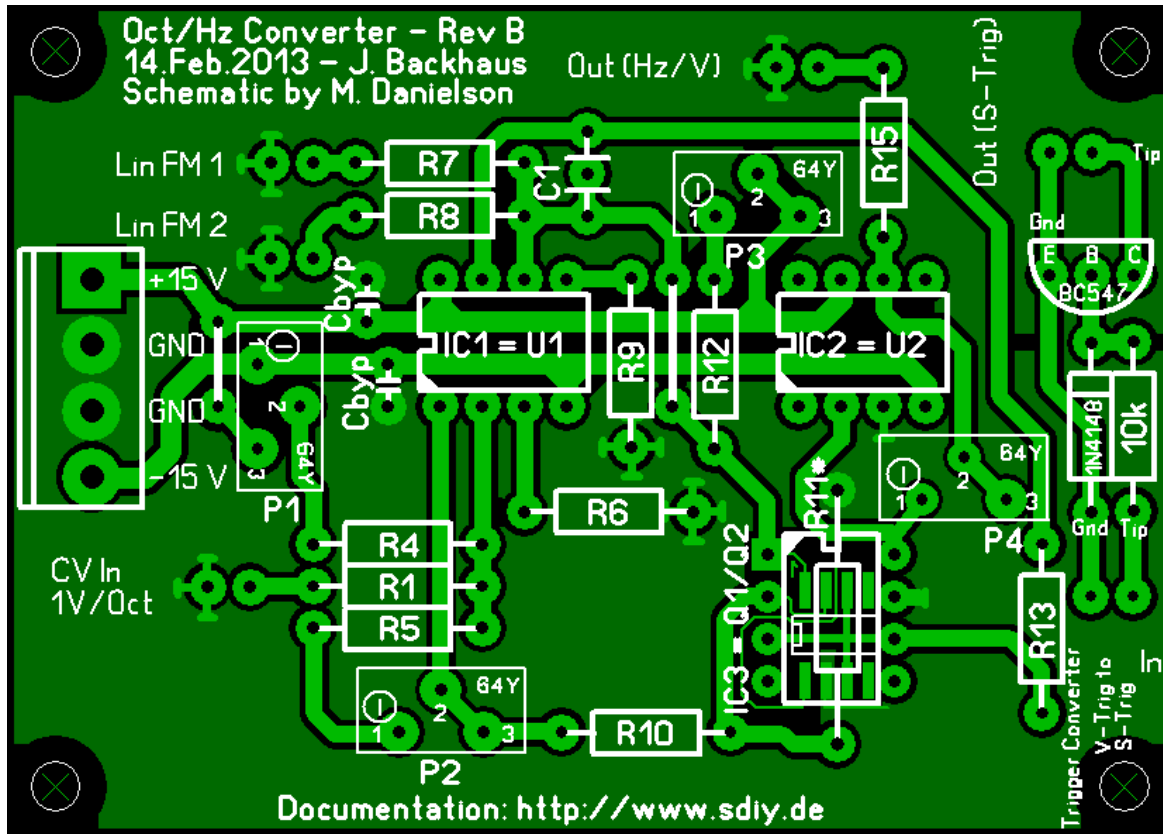 Oct/Hz Converter - Rev B
14.Feb.2013 - J. Backhaus
Schematic by M. Danielson
Out (Hz/V)
Out (S-Trig)
Lin FM 1
Lin FM 2
R7
R8
C1
64Y
1
2
3
P3
R15
Tip
Gnd
E B C
BC547
+15 V
GND
GND
-15 V
Cbyp
Cbyp
1
2
3
64Y
P1
IC1 = U1
R9
R12
IC2 = U2
1N4148
10k
64Y
1
2
3
P4
Gnd
Tip
R6
R11*
IC3 = Q1/Q2
CV In
1V/Oct
R4
R1
R5
R13
In
64Y
1
2
3
P2
R10
Trigger Converter
V-Trig to
S-Trig
Documentation: http://www.sdiy.de